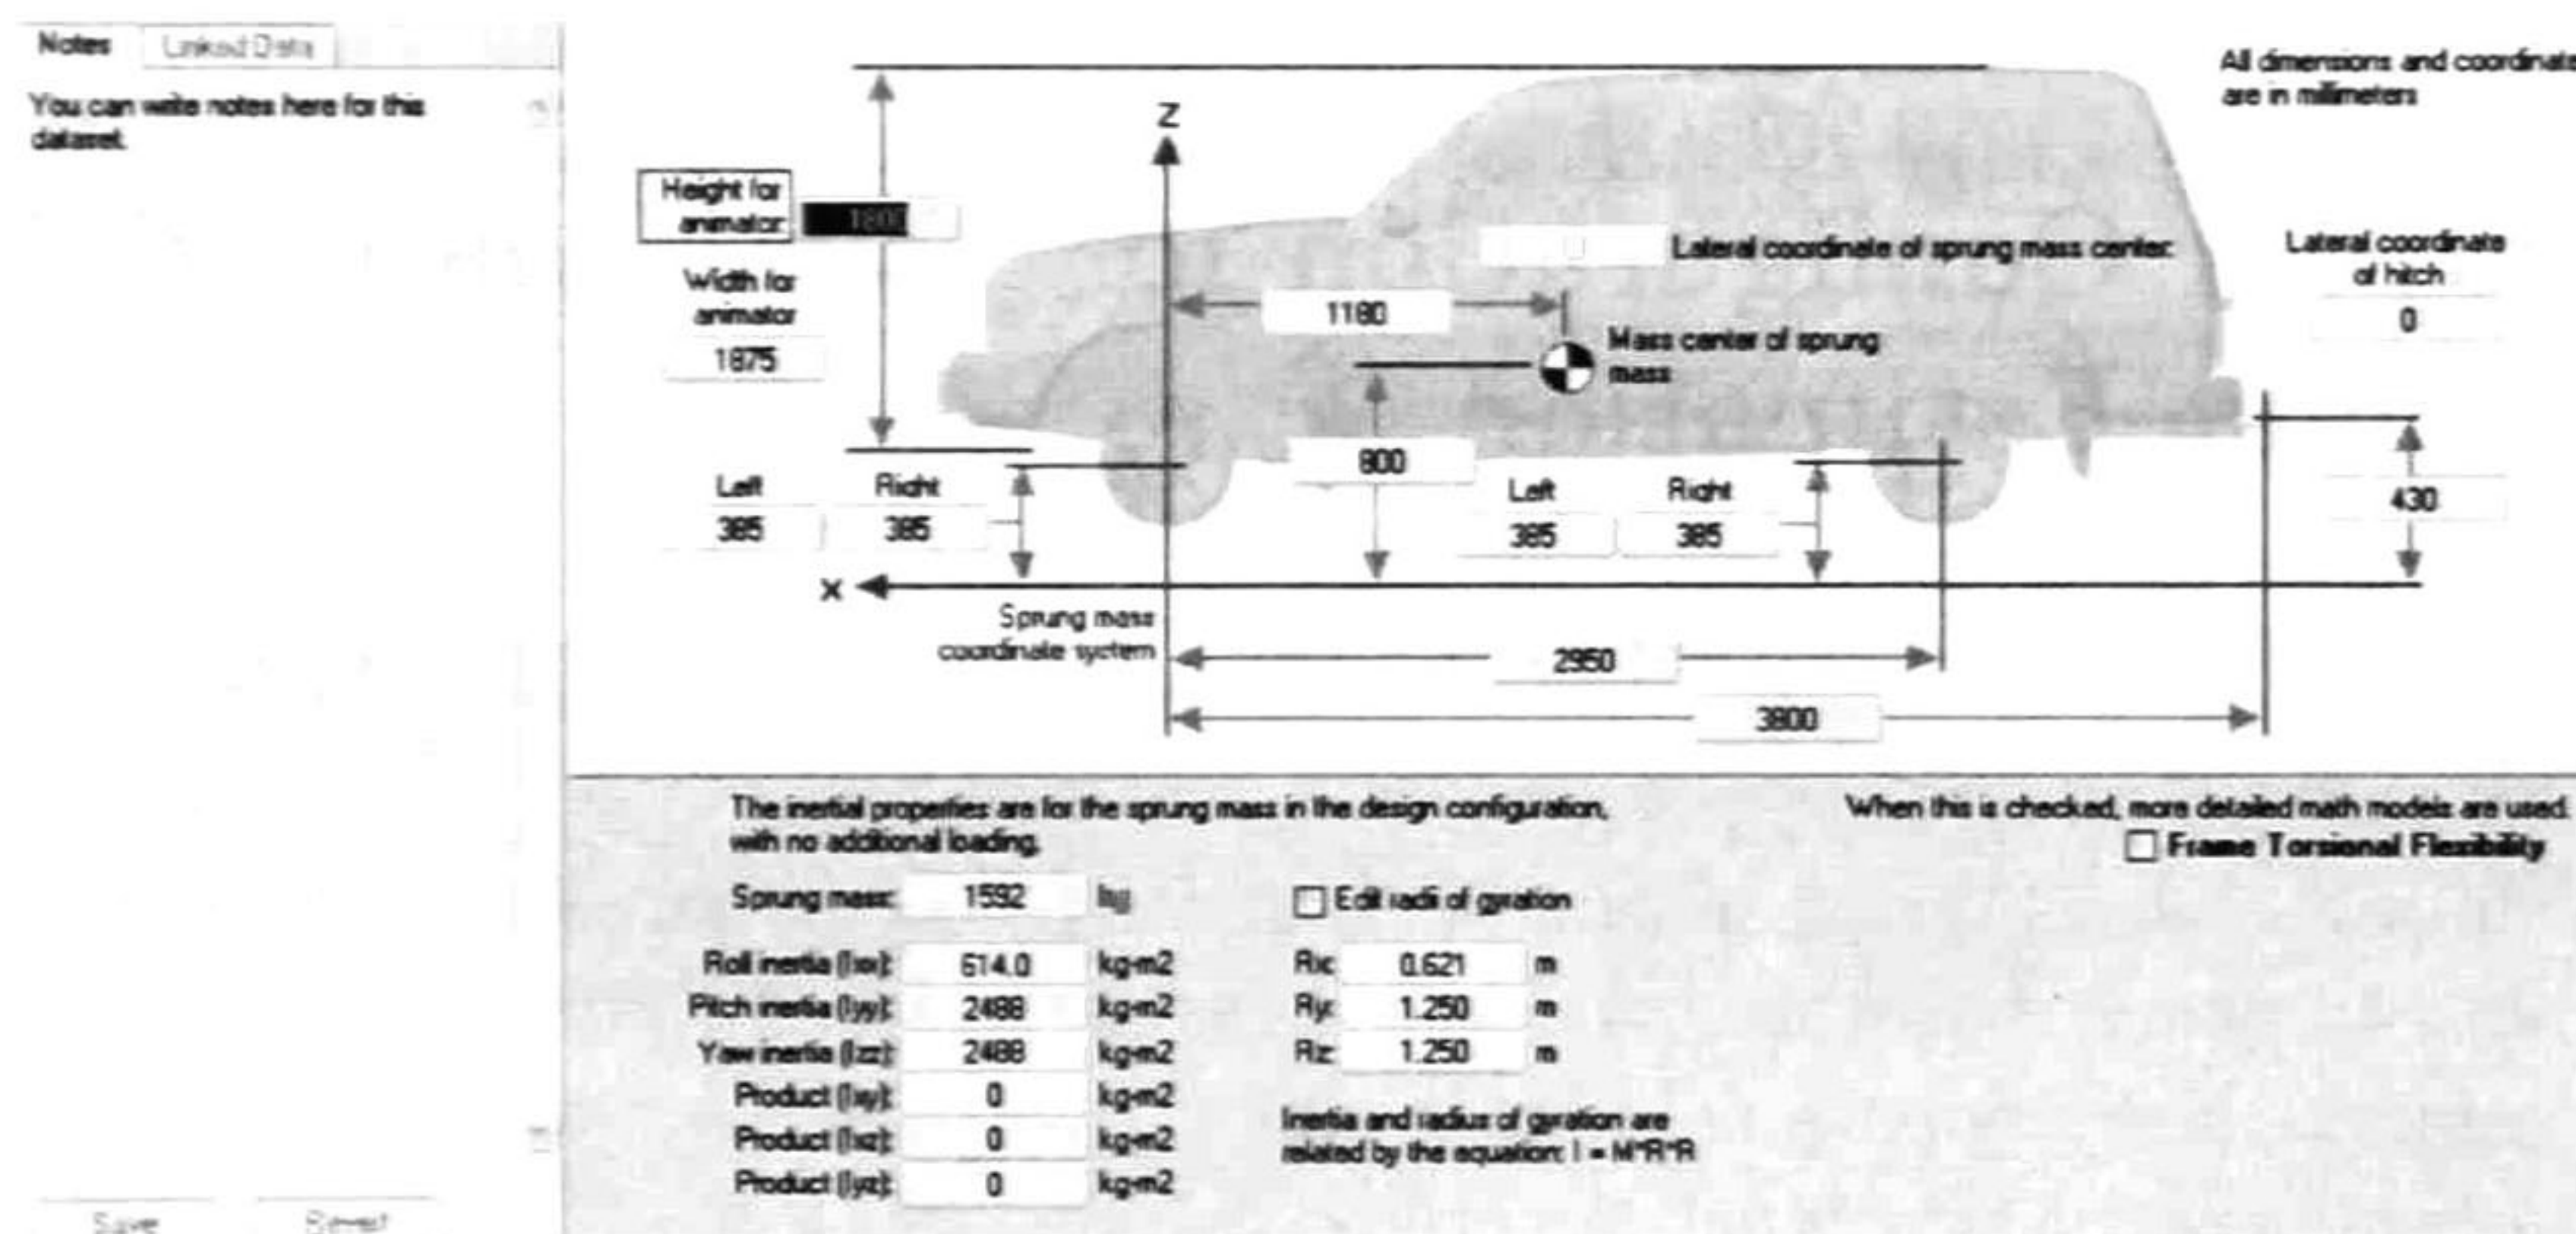 Notes Linked Data
You can write notes here for this
dataset.
All dimensions and coordinate
are in millimeters
Z
Height for
animator:
1800
Width for
animator
1875
Lateral coordinate of sprung mass center:
Lateral coordinate
of hitch
0
1180
Mass center of sprung
mass
800
Left Right
385 385
Left Right
385 385
430
X
Sprung mass
coordinate system
2950
3800
The inertial properties are for the sprung mass in the design configuration,
with no additional loading.
When this is checked, more detailed math models are used.
Frame Torsional Flexibility
Sprung mass: 1592 kg
Edit radii of gyration
Roll inertia (Ixx): 614.0 kg-m2 Rx: 0.621 m
Pitch inertia (Iyy): 2488 kg-m2 Ry: 1.250 m
Yaw inertia (Izz): 2488 kg-m2 Rz: 1.250 m
Product (Ixy): 0 kg-m2
Product (Ixz): 0 kg-m2
Product (Iyz): 0 kg-m2
Inertia and radius of gyration are
related by the equation: I = M*R*R
Save Revert